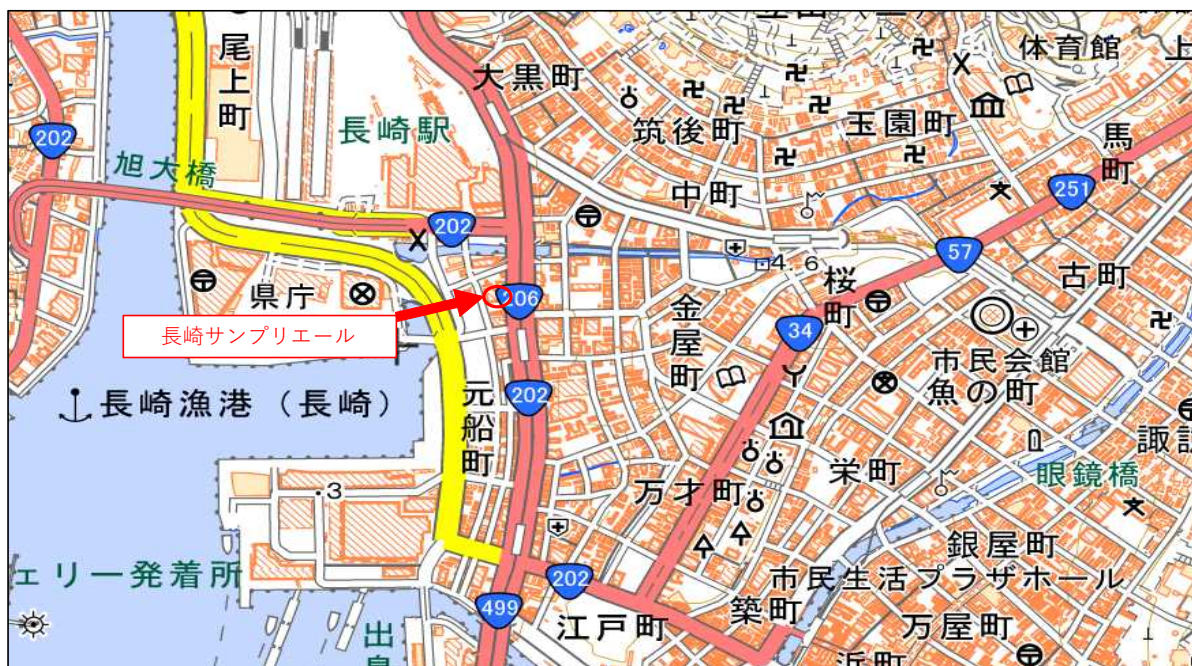 尾上町
大黒町
体育館
上
202
長崎駅
筑後町
玉園町
馬町
旭大橋
中町
251
202
57
4.6
古町
県庁
206
桜町
長崎サンプリエール
金屋町
34
市民会館
長崎漁港(長崎)
元船町
202
魚の町
諏訪
栄町
眼鏡橋
.3
万才町
銀屋町
ェリー発着所
202
市民生活プラザホール
499
築町
江戸町
万屋町
出島
浜町